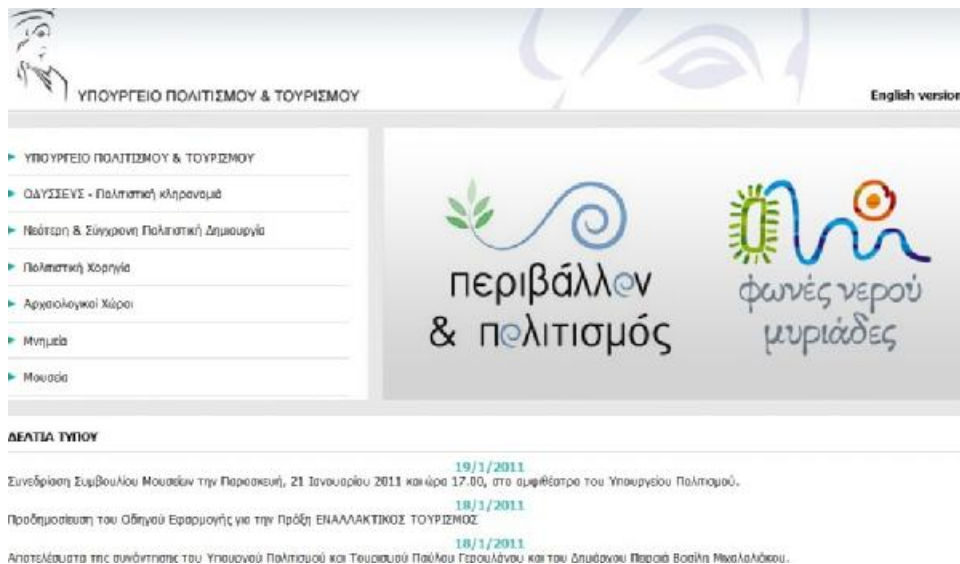 ΥΠΟΥΡΓΕΙΟ ΠΟΛΙΤΙΣΜΟΥ & ΤΟΥΡΙΣΜΟΥ
English version
ΥΠΟΥΡΓΕΙΟ ΠΟΛΙΤΙΣΜΟΥ & ΤΟΥΡΙΣΜΟΥ
ΟΔΥΣΣΕΥΣ - Πολιτιστική κληρονομιά
Νεότερη & Σύγχρονη Πολιτιστική Δημιουργία
Πολιτιστική Χορηγία
Αρχαιολογικοί Χώροι
Μνημεία
Μουσεία
περιβάλλον
& πολιτισμός
φωνές νερού
μυριάδες
ΔΕΛΤΙΑ ΤΥΠΟΥ
19/1/2011
Συνεδρίαση Συμβουλίου Μουσείων την Παρασκευή, 21 Ιανουαρίου 2011 και ώρα 17.00, στο αμφιθέατρο του Υπουργείου Πολιτισμού.
18/1/2011
Προδημοσίευση του Οδηγού Εφαρμογής για την Πράξη ΕΝΑΛΛΑΚΤΙΚΟΣ ΤΟΥΡΙΣΜΟΣ
18/1/2011
Αποτελέσματα της συνάντησης του Υπουργού Πολιτισμού και Τουρισμού Παύλου Γερουλάνου και του Δημάρχου Πειραιά Βασίλη Μιχαλολιάκου.